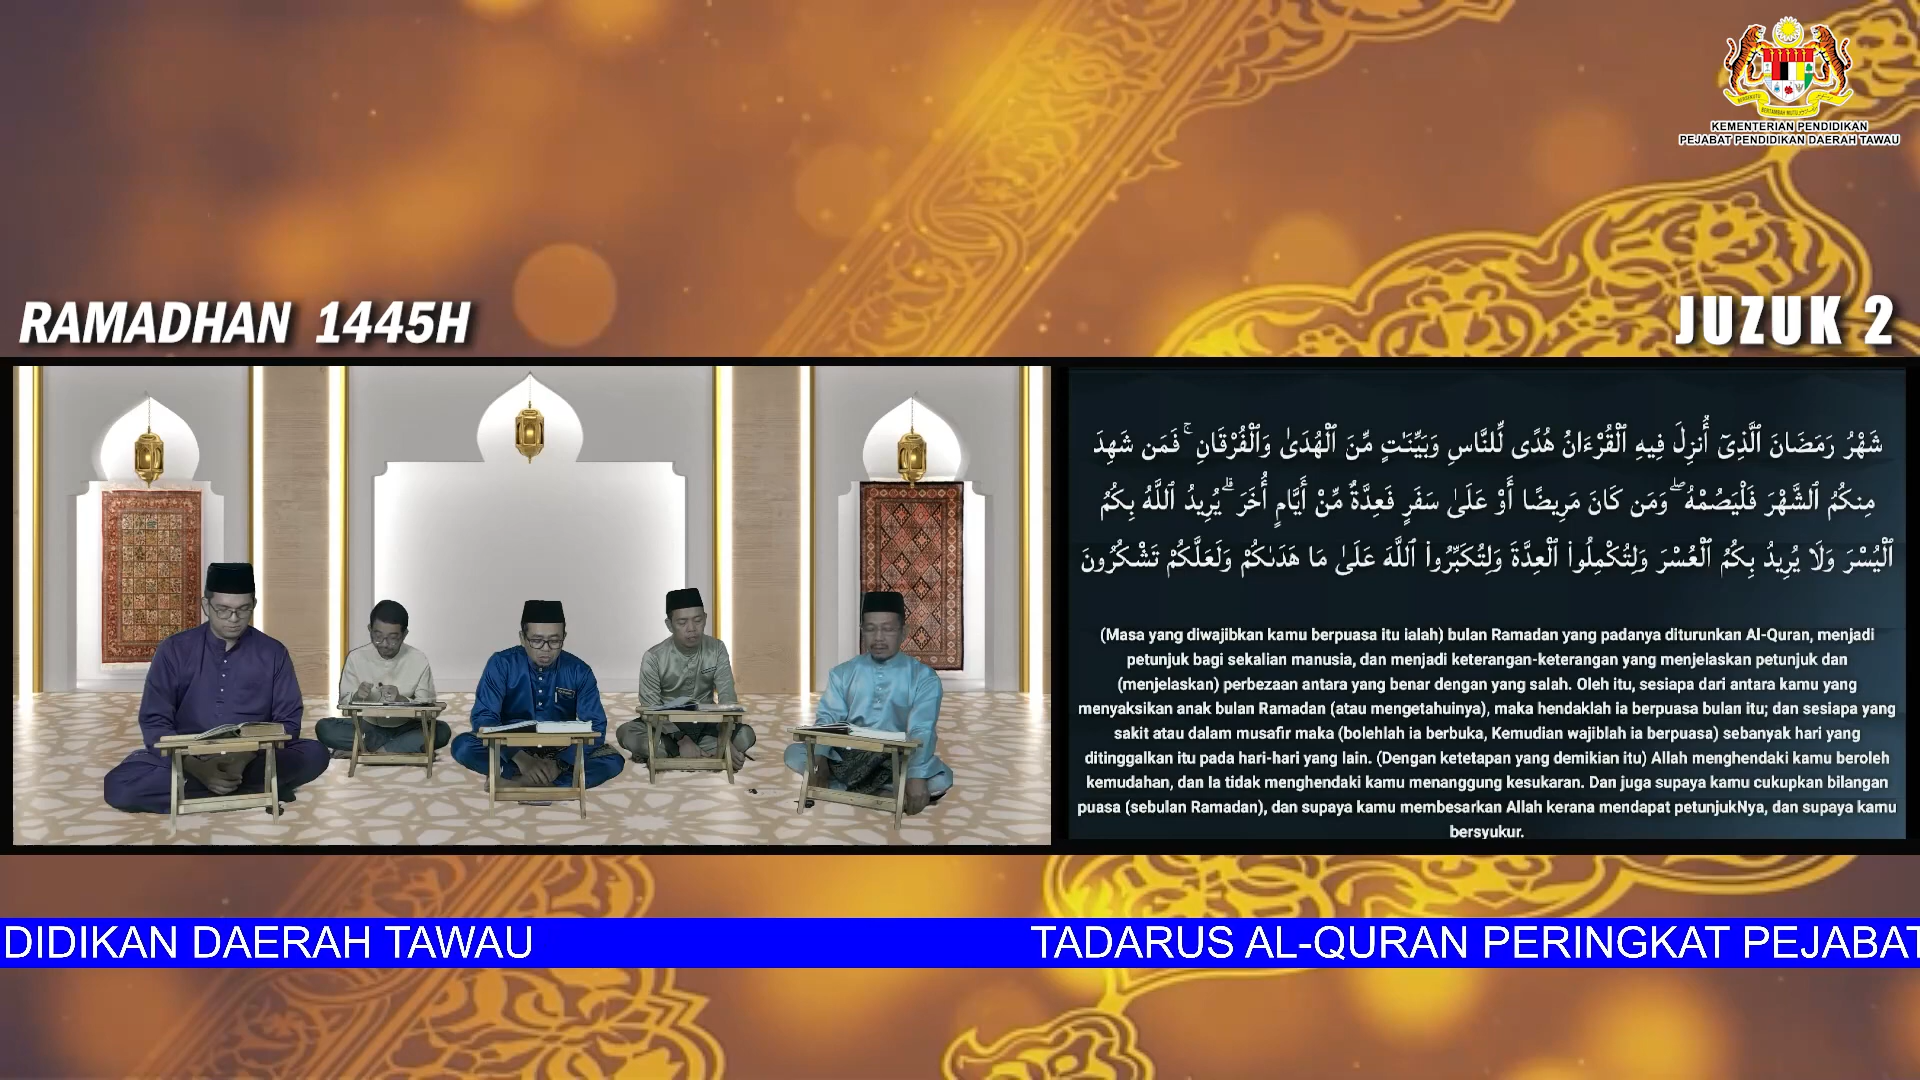 KEMENTERIAN PENDIDIKAN
PEJABAT PENDIDIKAN DAERAH TAWAU
RAMADHAN 1445H
JUZUK 2
شَهْرُ رَمَضَانَ ٱلَّذِىٓ أُنزِلَ فِيهِ ٱلْقُرْءَانُ هُدًى لِّلنَّاسِ وَبَيِّنَـٰتٍ مِّنَ ٱلْهُدَىٰ وَٱلْفُرْقَانِ ۚ فَمَن شَهِدَ
مِنكُمُ ٱلشَّهْرَ فَلْيَصُمْهُ ۖ وَمَن كَانَ مَرِيضًا أَوْ عَلَىٰ سَفَرٍ فَعِدَّةٌ مِّنْ أَيَّامٍ أُخَرَ ۗ يُرِيدُ ٱللَّهُ بِكُمُ
ٱلْيُسْرَ وَلَا يُرِيدُ بِكُمُ ٱلْعُسْرَ وَلِتُكْمِلُوا۟ ٱلْعِدَّةَ وَلِتُكَبِّرُوا۟ ٱللَّهَ عَلَىٰ مَا هَدَىٰكُمْ وَلَعَلَّكُمْ تَشْكُرُونَ
(Masa yang diwajibkan kamu berpuasa itu ialah) bulan Ramadan yang padanya diturunkan Al-Quran, menjadi
petunjuk bagi sekalian manusia, dan menjadi keterangan-keterangan yang menjelaskan petunjuk dan
(menjelaskan) perbezaan antara yang benar dengan yang salah. Oleh itu, sesiapa dari antara kamu yang
menyaksikan anak bulan Ramadan (atau mengetahuinya), maka hendaklah ia berpuasa bulan itu; dan sesiapa yang
sakit atau dalam musafir maka (bolehlah ia berbuka, Kemudian wajiblah ia berpuasa) sebanyak hari yang
ditinggalkan itu pada hari-hari yang lain. (Dengan ketetapan yang demikian itu) Allah menghendaki kamu beroleh
kemudahan, dan Ia tidak menghendaki kamu menanggung kesukaran. Dan juga supaya kamu cukupkan bilangan
puasa (sebulan Ramadan), dan supaya kamu membesarkan Allah kerana mendapat petunjukNya, dan supaya kamu
bersyukur.
DIDIKAN DAERAH TAWAU TADARUS AL-QURAN PERINGKAT PEJABAT